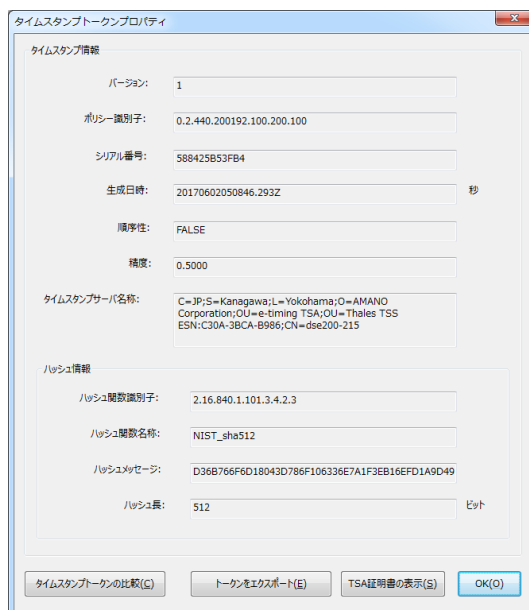 タイムスタンプトークンプロパティ
タイムスタンプ情報
バージョン: 1
ポリシー識別子: 0.2.440.200192.100.200.100
シリアル番号: 588425B53FB4
生成日時: 20170602050846.293Z
順序性: FALSE
精度: 0.5000 秒
タイムスタンプサーバ名称: C=JP;S=Kanagawa;L=Yokohama;O=AMANO
Corporation;OU=e-timing TSA;OU=Thales TSS
ESN:C30A-3BCA-B986;CN=dse200-215
ハッシュ情報
ハッシュ関数識別子: 2.16.840.1.101.3.4.2.3
ハッシュ関数名称: NIST_sha512
ハッシュメッセージ: D36B766F6D18043D786F106336E7A1F3EB16EFD1A9D49
ハッシュ長: 512 ビット
タイムスタンプトークンの比較(C) トークンをエクスポート(E) TSA証明書の表示(S) OK(O)